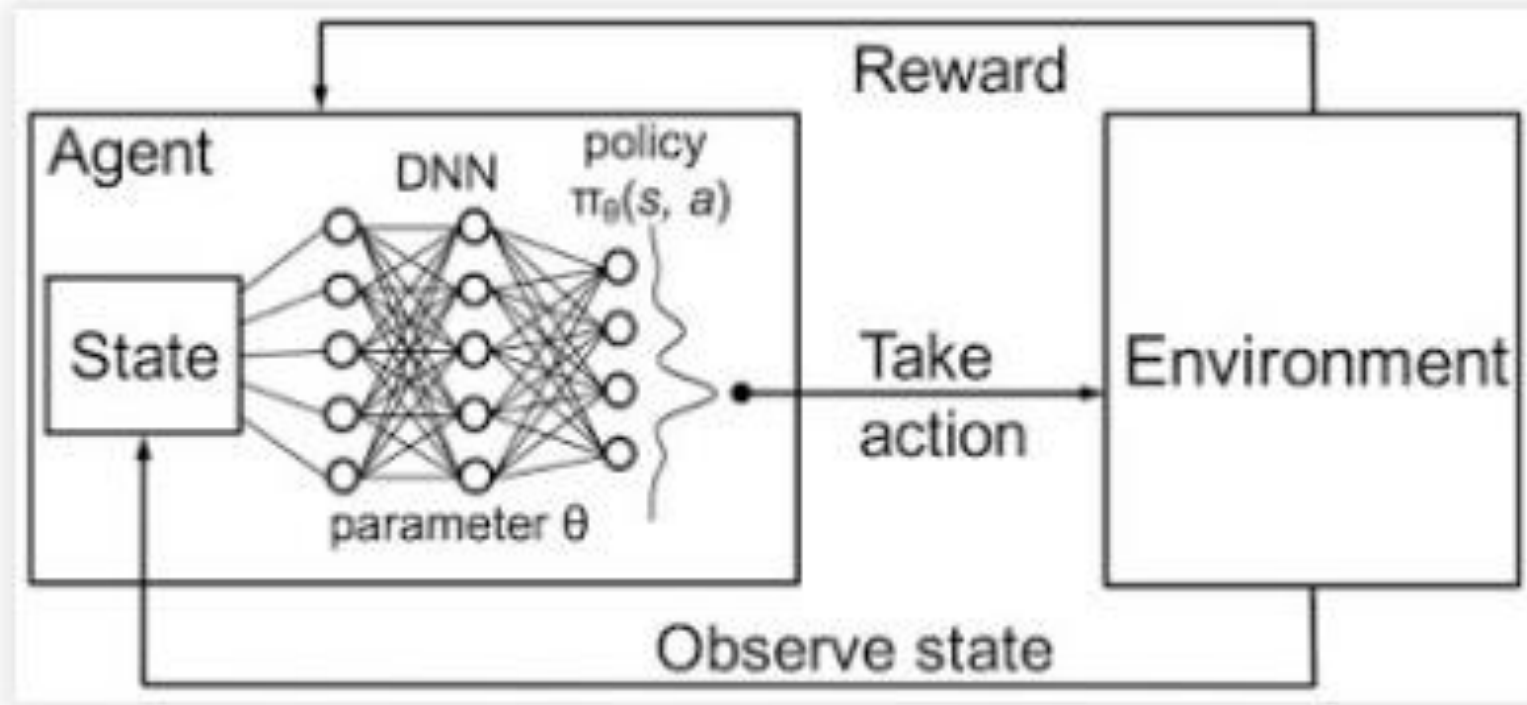 Reward
Agent
DNN
policy
πθ(s, a)
State
Take
action
Environment
parameter θ
Observe state